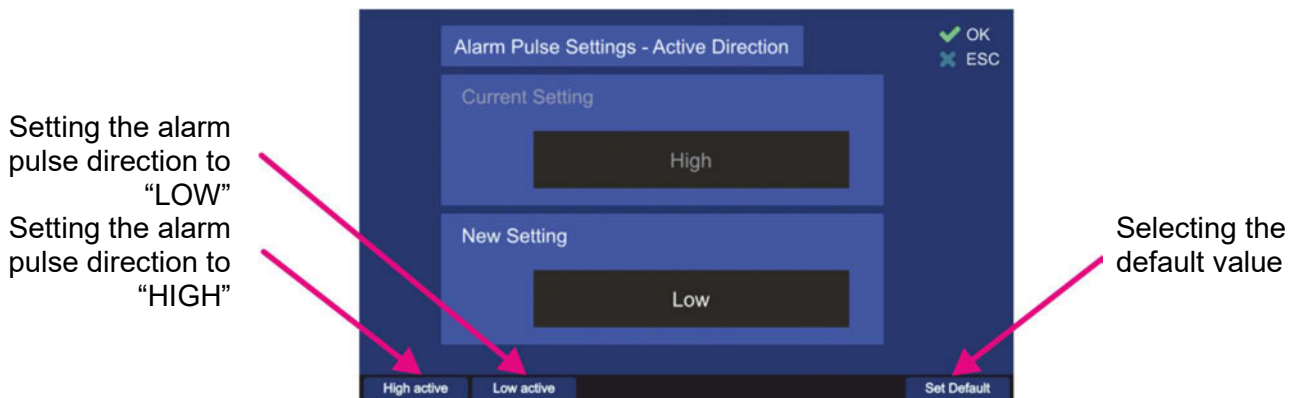 Alarm Pulse Settings - Active Direction
OK
ESC
Current Setting
High
New Setting
Low
High active
Low active
Set Default
Setting the alarm
pulse direction to
“LOW”
Setting the alarm
pulse direction to
“HIGH”
Selecting the
default value